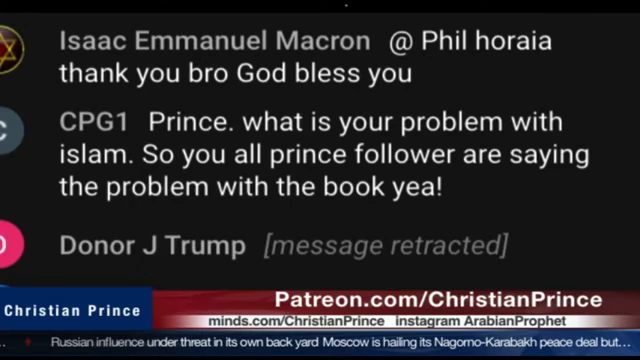 Isaac Emmanuel Macron @ Phil horaia
thank you bro God bless you
CPG1 Prince. what is your problem with
islam. So you all prince follower are saying
the problem with the book yea!
Donor J Trump [message retracted]
Christian Prince
Patreon.com/ChristianPrince
minds.com/ChristianPrince instagram ArabianProphet
Russian influence under threat in its own back yard Moscow is hailing its Nagorno-Karabakh peace deal but...